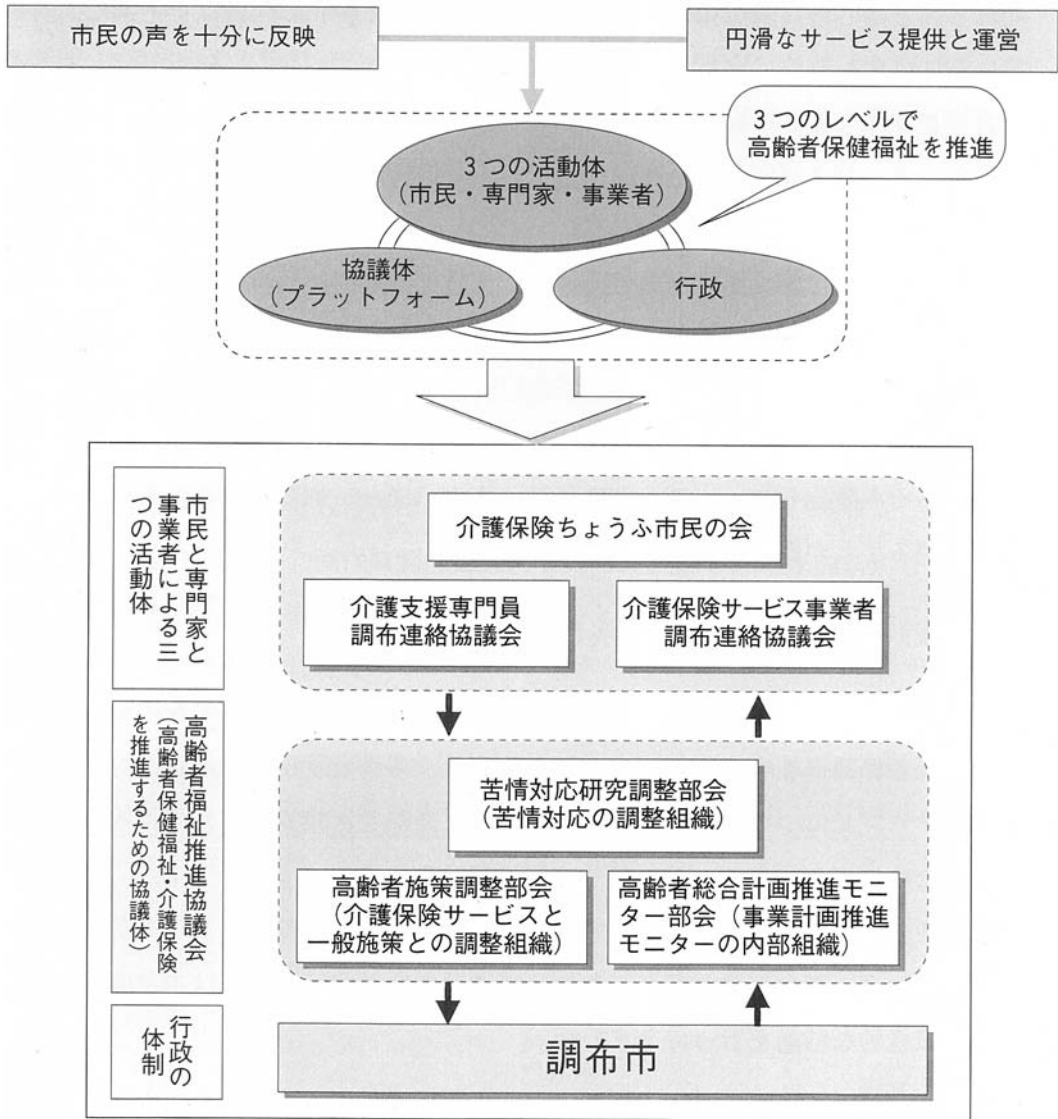 市民の声を十分に反映
円滑なサービス提供と運営
3つのレベルで
高齢者保健福祉を推進
3つの活動体
(市民・専門家・事業者)
協議体
(プラットフォーム)
行政
市民と専門家と
事業者による三
つの活動体
介護保険ちょうふ市民の会
介護支援専門員
調布連絡協議会
介護保険サービス事業者
調布連絡協議会
高齢者福祉推進協議会
(高齢者保健福祉・介護保険
を推進するための協議体)
苦情対応研究調整部会
(苦情対応の調整組織)
高齢者施策調整部会
(介護保険サービスと
一般施策との調整組織)
高齢者総合計画推進モニ
ター部会(事業計画推進
モニターの内部組織)
行政の
体制
調布市